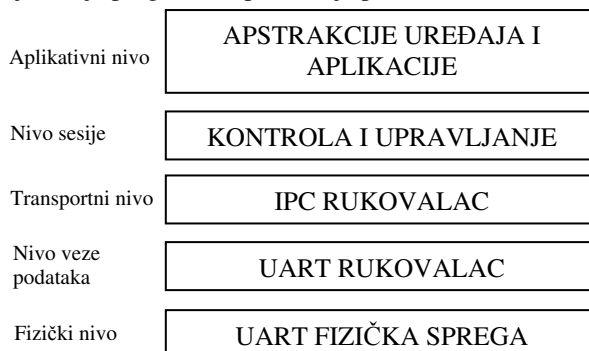 APSTRAKCIJE UREĐAJA I
APLIKACIJE
Aplikativni nivo
Nivo sesije
KONTROLA I UPRAVLJANJE
Transportni nivo
IPC RUKOVALAC
Nivo veze
podataka
UART RUKOVALAC
Fizički nivo
UART FIZIČKA SPREGA